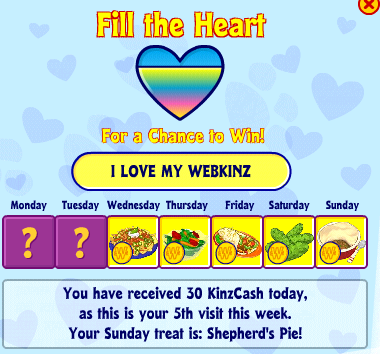 Fill the Heart
For a Chance to Win!
I LOVE MY WEBKINZ
Monday Tuesday Wednesday Thursday Friday Saturday Sunday
? ? W W W W W
You have received 30 KinzCash today,
as this is your 5th visit this week.
Your Sunday treat is: Shepherd's Pie!